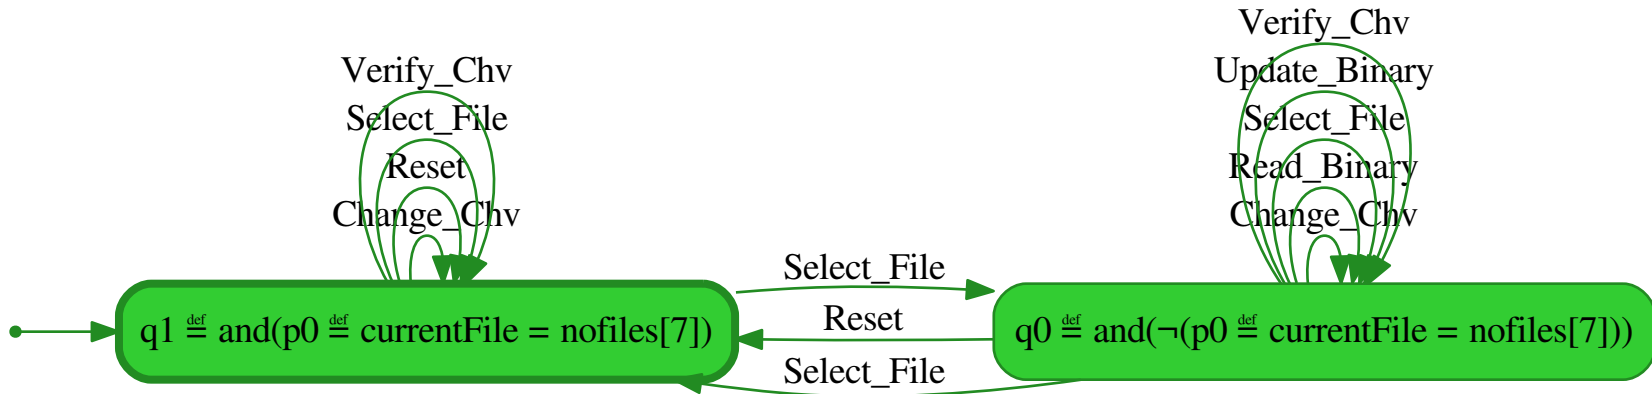 Verify_Chv
Select_File
Reset
Change_Chv
Verify_Chv
Update_Binary
Select_File
Read_Binary
Change_Chv
Select_File
Reset
Select_File
q1 ≝ and(p0 ≝ currentFile = nofiles[7])
q0 ≝ and(¬(p0 ≝ currentFile = nofiles[7]))